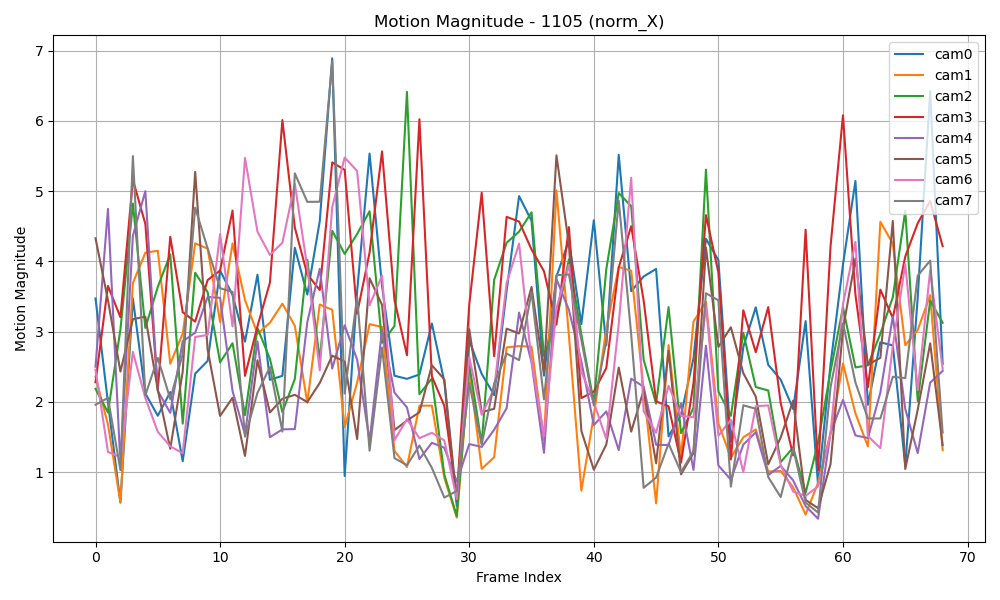 Motion Magnitude - 1105 (norm_X)
Motion Magnitude
7
6
5
4
3
2
1
0
10
20
30
40
50
60
70
Frame Index
cam0
cam1
cam2
cam3
cam4
cam5
cam6
cam7